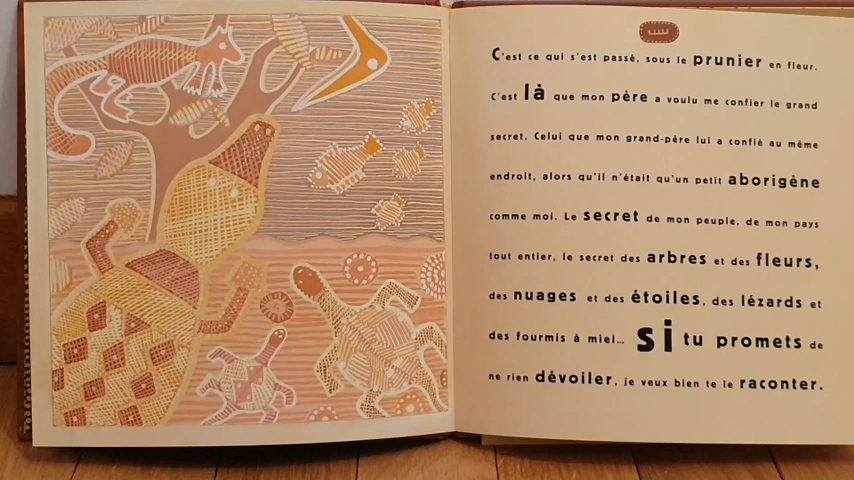 C'est ce qui s'est passé, sous le prunier en fleur.
C'est là que mon père a voulu me confier le grand
secret. Celui que mon grand-père lui a confié au même
endroit, alors qu'il n'était qu'un petit aborigène
comme moi. Le secret de mon peuple, de mon pays
tout entier, le secret des arbres et des fleurs,
des nuages et des étoiles, des lézards et
des fourmis à miel... si tu promets de
ne rien dévoiler, je veux bien te le raconter.